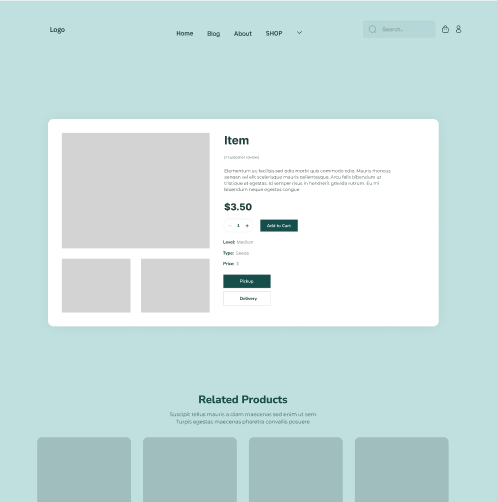 Logo
Home Blog About SHOP
Search..
Item
(1 customer review)
Elementum eu facilisis sed odio morbi quis commodo odio. Mauris rhoncus
aenean vel elit scelerisque mauris pellentesque. Arcu felis bibendum ut
tristique et egestas. Id semper risus in hendrerit gravida rutrum. Eu mi
bibendum neque egestas congue
$3.50
- 1 + Add to Cart
Level: Medium
Type: Seeds
Price: $
Pickup
Delivery
Related Products
Suscipit tellus mauris a diam maecenas sed enim ut sem.
Turpis egestas maecenas pharetra convallis posuere